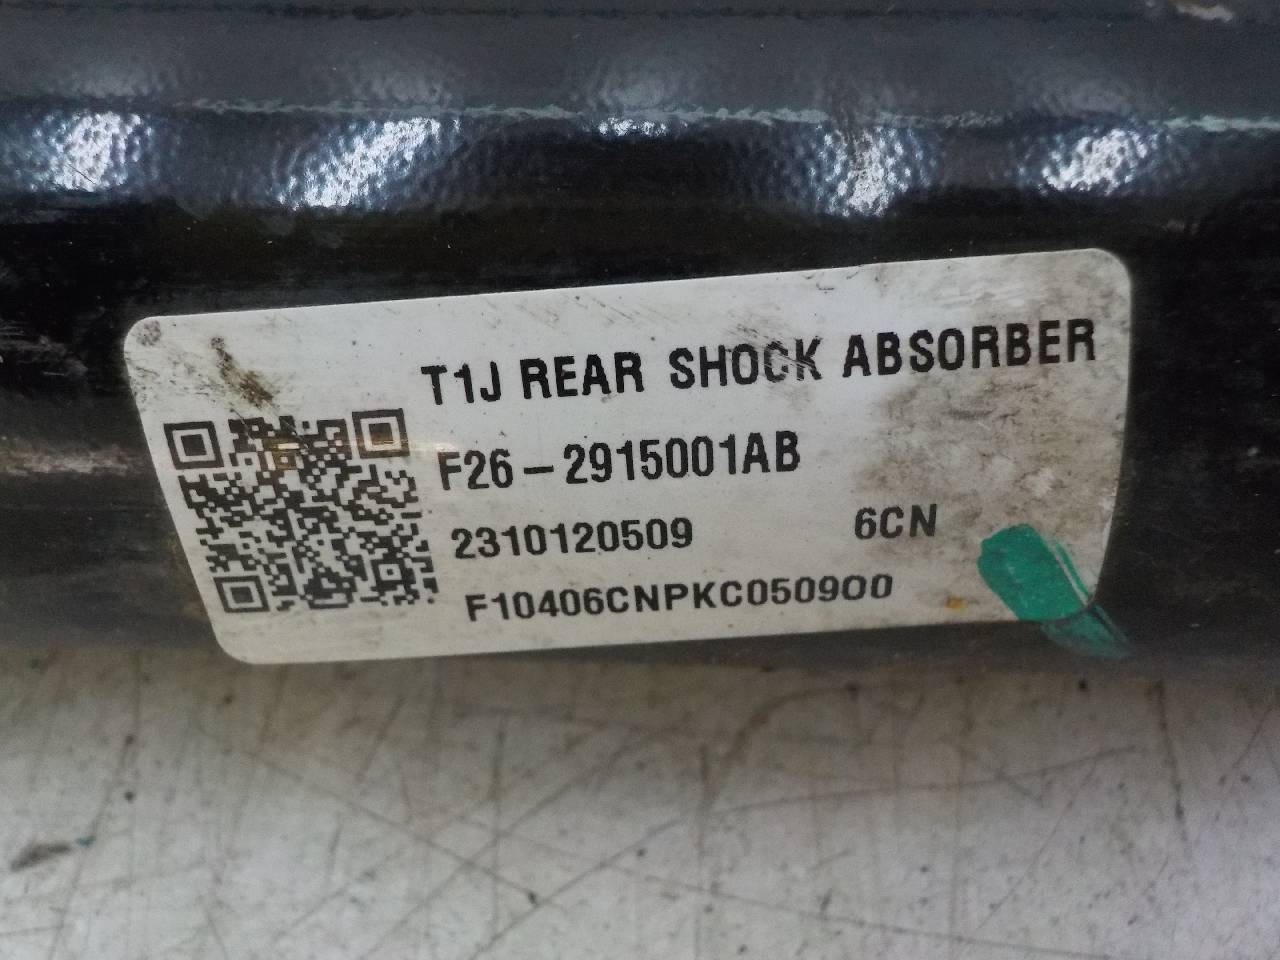 T1J REAR SHOCK ABSORBER
F26-2915001AB
2310120509 6CN
F10406CNPKC050900